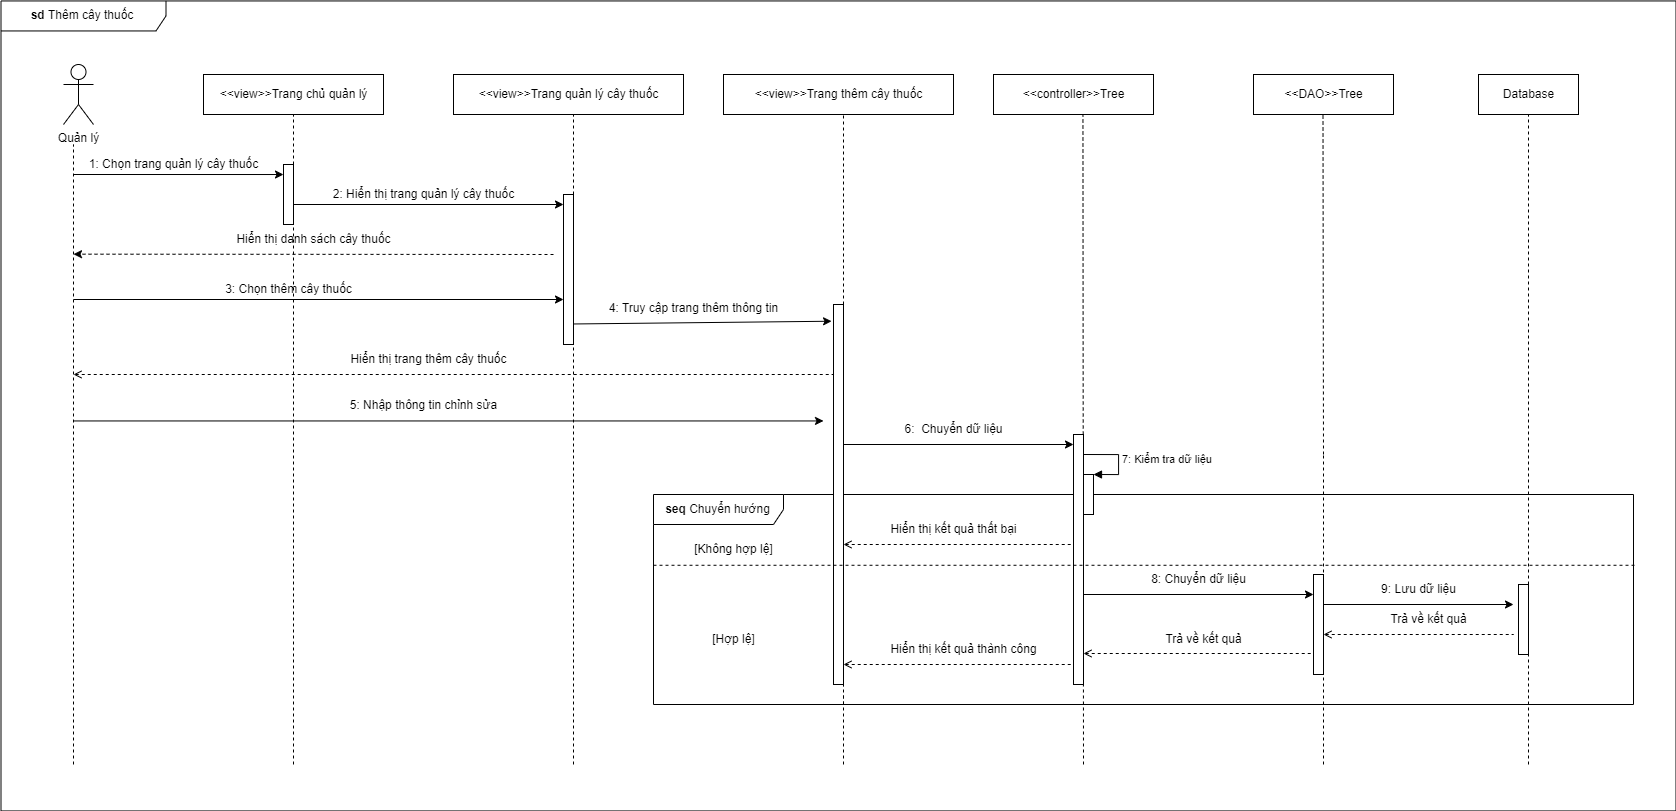 sd Thêm cây thuốc
Quản lý
<<view>>Trang chủ quản lý
<<view>>Trang quản lý cây thuốc
<<view>>Trang thêm cây thuốc
<<controller>>Tree
<<DAO>>Tree
Database
1: Chọn trang quản lý cây thuốc
2: Hiển thị trang quản lý cây thuốc
Hiển thị danh sách cây thuốc
3: Chọn thêm cây thuốc
4: Truy cập trang thêm thông tin
Hiển thị trang thêm cây thuốc
5: Nhập thông tin chỉnh sửa
6: Chuyển dữ liệu
7: Kiểm tra dữ liệu
seq Chuyển hướng
Hiển thị kết quả thất bại
[Không hợp lệ]
8: Chuyển dữ liệu
9: Lưu dữ liệu
Trả về kết quả
[Hợp lệ]
Trả về kết quả
Hiển thị kết quả thành công